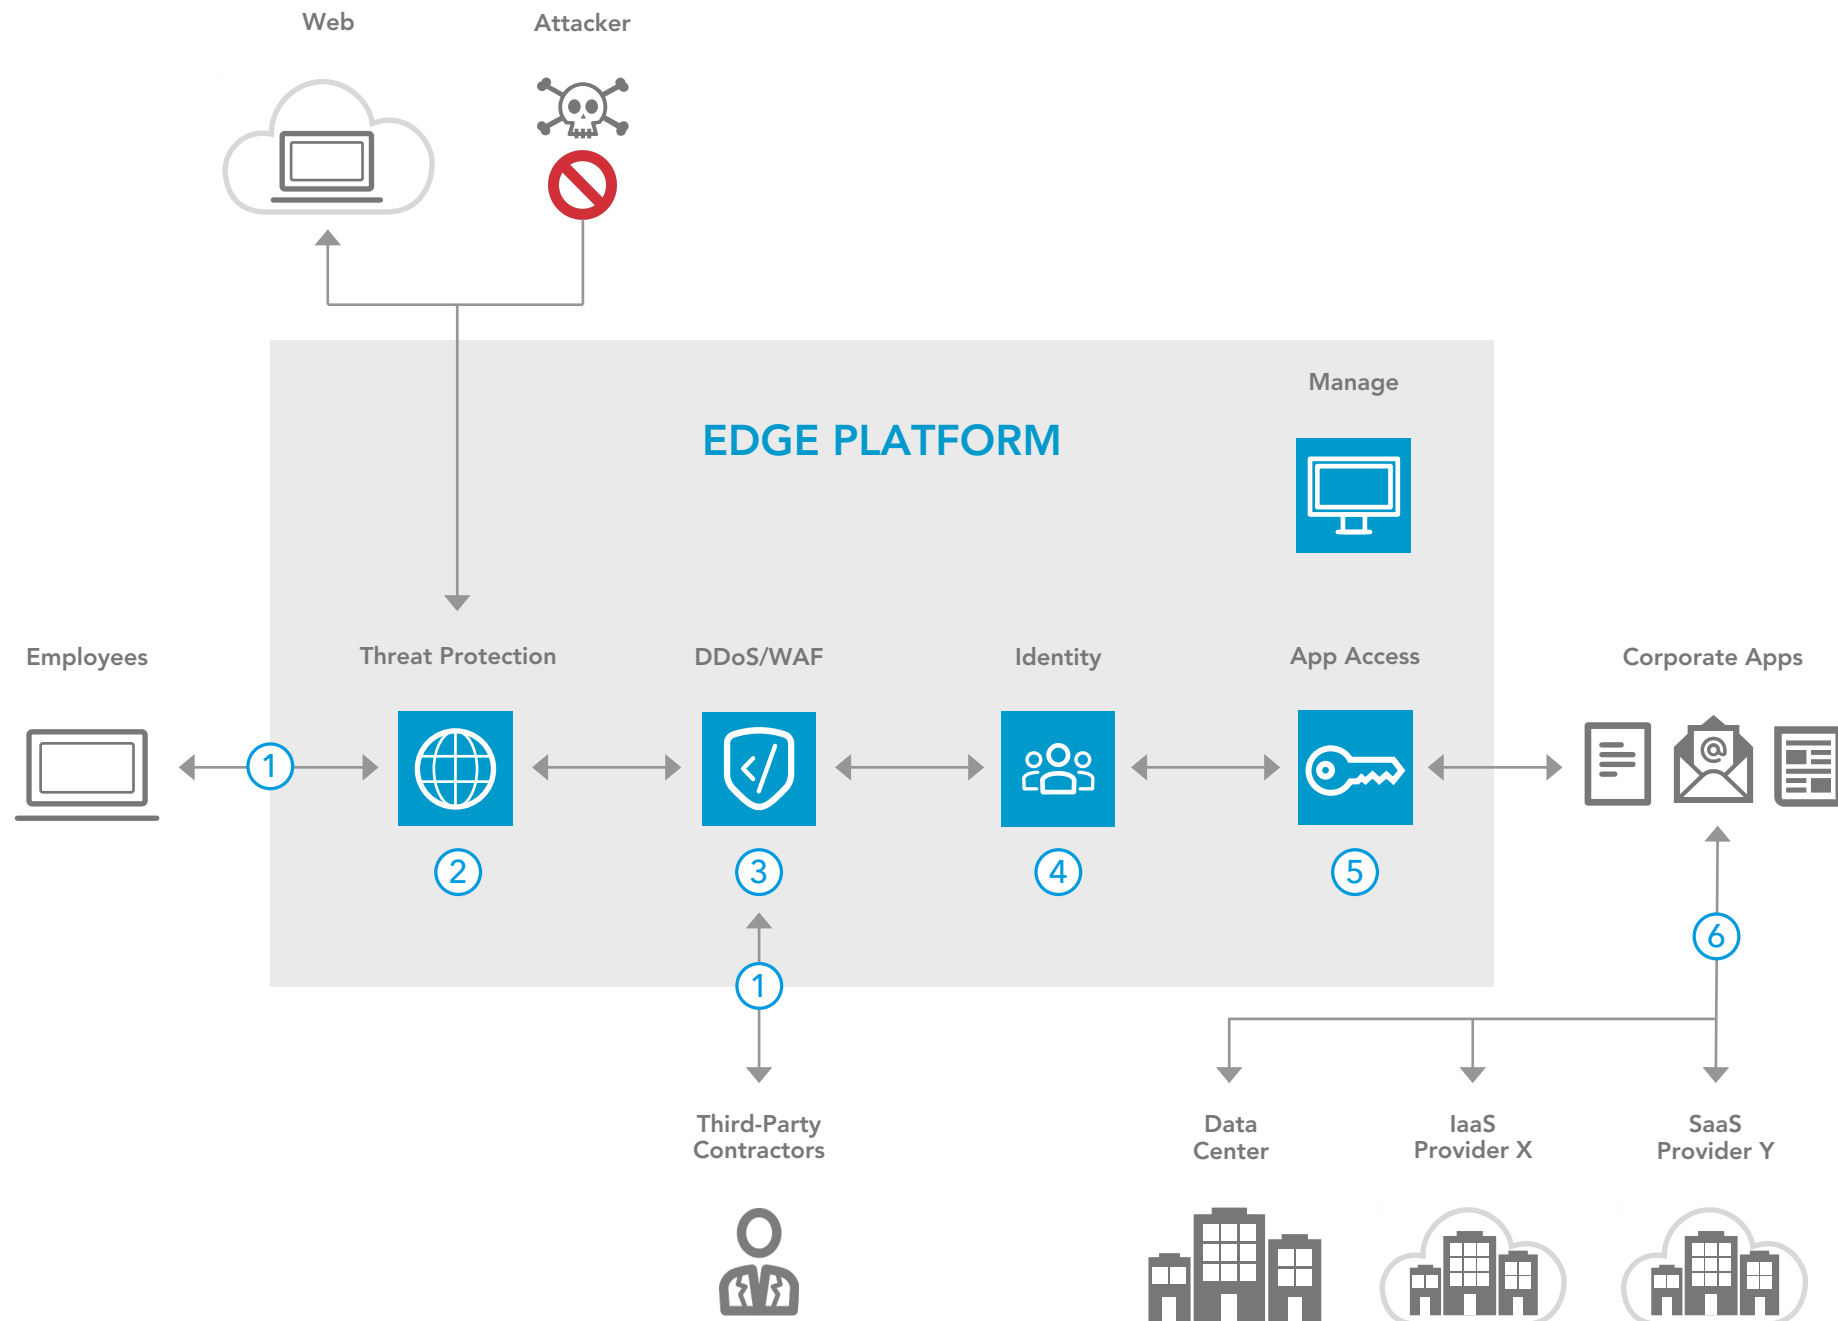 Web
Attacker
Manage
EDGE PLATFORM
Employees
Threat Protection
DDoS/WAF
Identity
App Access
Corporate Apps
@
1
</>
2
3
4
5
6
1
Third-Party
Contractors
Data
Center
IaaS
Provider X
SaaS
Provider Y